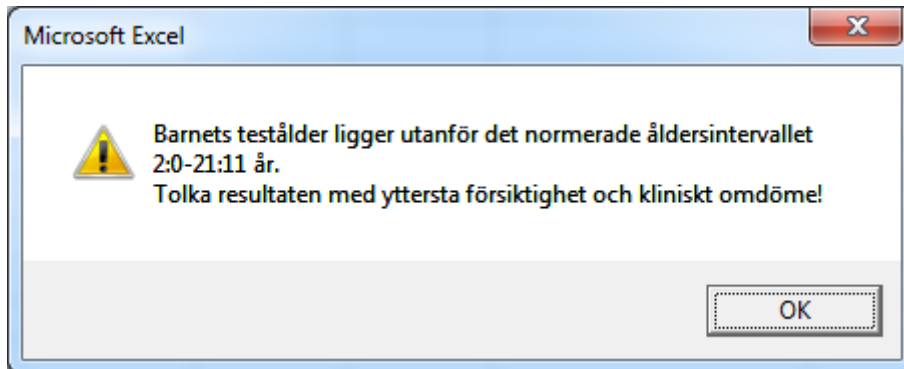 Microsoft Excel
Barnets testålder ligger utanför det normerade åldersintervallet
2:0-21:11 år.
Tolka resultaten med yttersta försiktighet och kliniskt omdöme!
OK